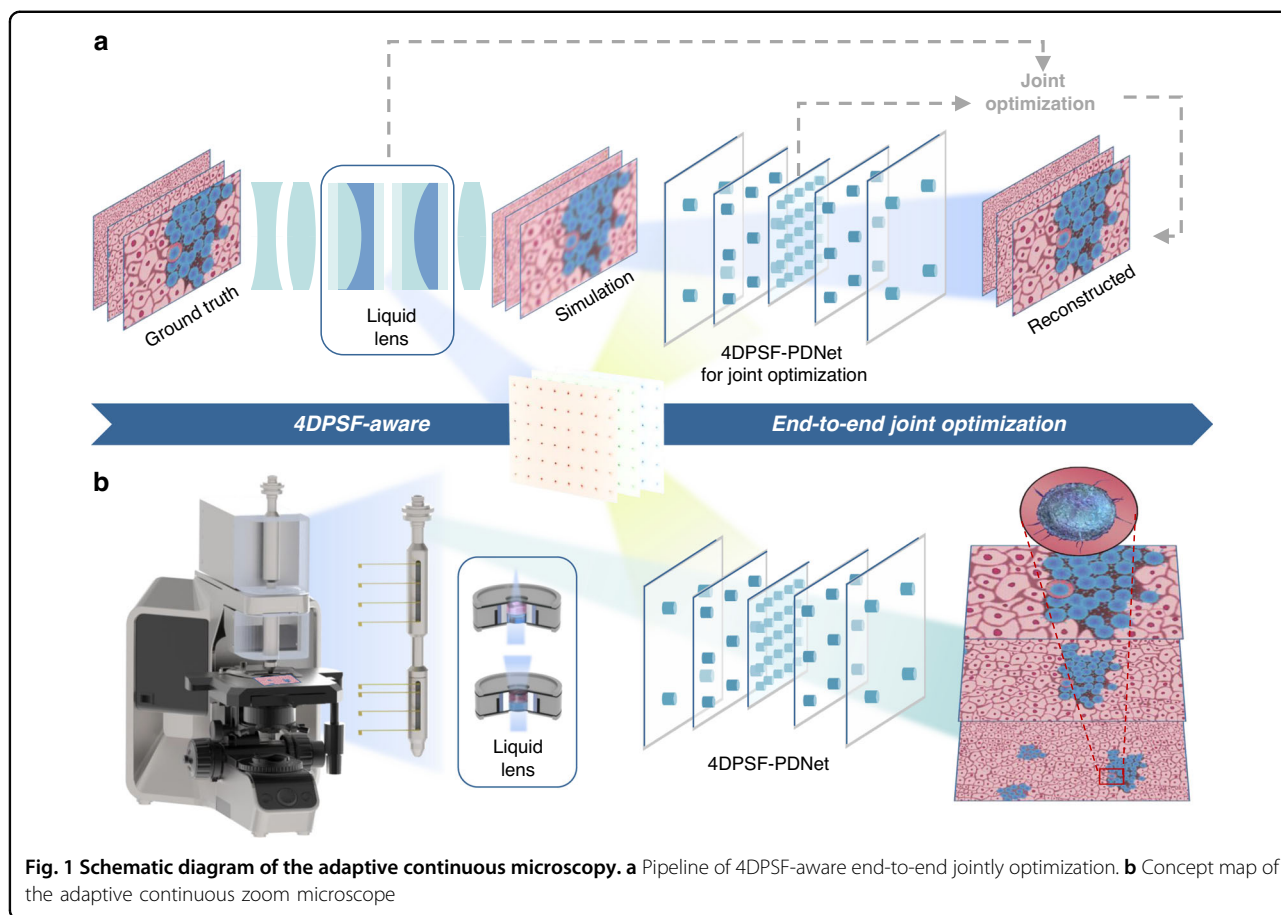 a
Joint
optimization
Ground truth
Liquid
lens
Simulation
4DPSF-PDNet
for joint optimization
Reconstructed
4DPSF-aware
End-to-end joint optimization
b
Liquid
lens
4DPSF-PDNet
Fig. 1 Schematic diagram of the adaptive continuous microscopy. a Pipeline of 4DPSF-aware end-to-end jointly optimization. b Concept map of
the adaptive continuous zoom microscope